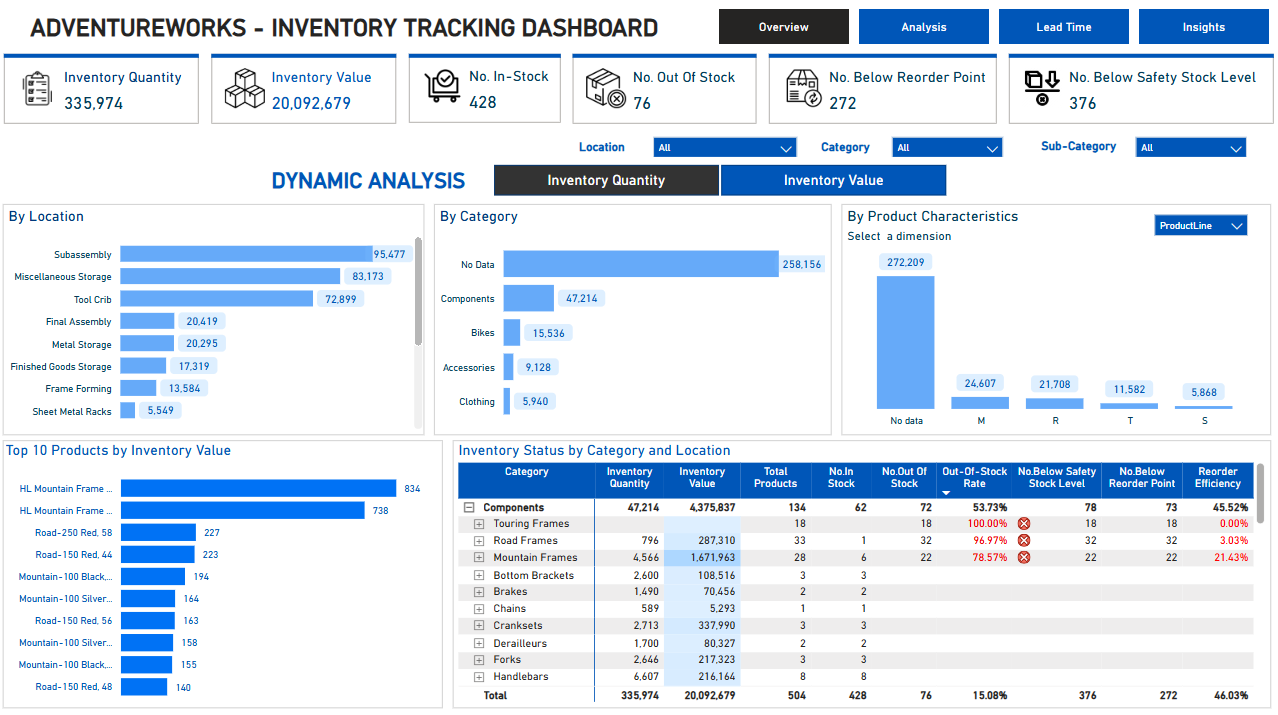 ADVENTUREWORKS - INVENTORY TRACKING DASHBOARD
Overview
Analysis
Lead Time
Insights
Inventory Quantity
335,974
Inventory Value
20,092,679
No. In-Stock
428
No. Out Of Stock
76
No. Below Reorder Point
272
No. Below Safety Stock Level
376
Location
All
Category
All
Sub-Category
All
DYNAMIC ANALYSIS
Inventory Quantity
Inventory Value
By Location
Subassembly 95,477
Miscellaneous Storage 83,173
Tool Crib 72,899
Final Assembly 20,419
Metal Storage 20,295
Finished Goods Storage 17,319
Frame Forming 13,584
Sheet Metal Racks 5,549
By Category
No Data 258,156
Components 47,214
Bikes 15,536
Accessories 9,128
Clothing 5,940
By Product Characteristics
Select a dimension
ProductLine
272,209 24,607 21,708 11,582 5,868
No data M R T S
Top 10 Products by Inventory Value
HL Mountain Frame ... 834
HL Mountain Frame ... 738
Road-250 Red, 58 227
Road-150 Red, 44 223
Mountain-100 Black,... 194
Mountain-100 Silver... 164
Road-150 Red, 56 163
Mountain-100 Silver... 158
Mountain-100 Black,... 155
Road-150 Red, 48 140
Inventory Status by Category and Location
Category Inventory Quantity Inventory Value Total Products No.In Stock No.Out Of Stock Out-Of-Stock Rate No.Below Safety Stock Level No.Below Reorder Point Reorder Efficiency
Components 47,214 4,375,837 134 62 72 53.73% 78 73 45.52%
Touring Frames 18 18 100.00% 18 18 0.00%
Road Frames 796 287,310 33 1 32 96.97% 32 32 3.03%
Mountain Frames 4,566 1,671,963 28 6 22 78.57% 22 22 21.43%
Bottom Brackets 2,600 108,516 3 3
Brakes 1,490 70,456 2 2
Chains 589 5,293 1 1
Cranksets 2,713 337,990 3 3
Derailleurs 1,700 80,327 2 2
Forks 2,646 217,323 3 3
Handlebars 6,607 216,164 8 8
Total 335,974 20,092,679 504 428 76 15.08% 376 272 46.03%